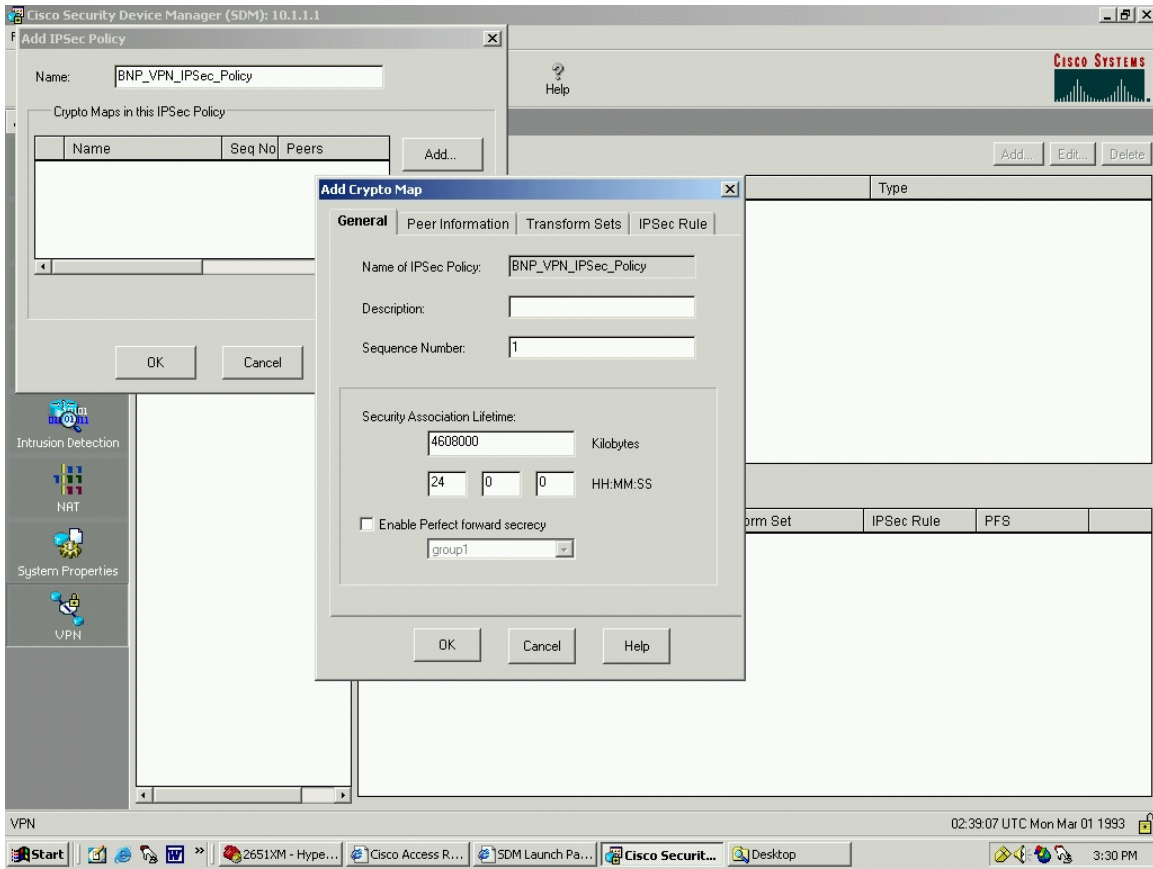 Cisco Security Device Manager (SDM): 10.1.1.1
Add IPSec Policy
Name: BNP_VPN_IPSec_Policy
Crypto Maps in this IPSec Policy
Name Seq No Peers
Add...
OK Cancel
Help
CISCO SYSTEMS
Add... Edit... Delete
Type
Add Crypto Map
General Peer Information Transform Sets IPSec Rule
Name of IPSec Policy: BNP_VPN_IPSec_Policy
Description:
Sequence Number: 1
Security Association Lifetime:
4608000 Kilobytes
24 0 0 HH:MM:SS
Enable Perfect forward secrecy
group1
OK Cancel Help
Intrusion Detection
NAT
System Properties
VPN
orm Set IPSec Rule PFS
VPN 02:39:07 UTC Mon Mar 01 1993
Start » 2651XM - Hype... Cisco Access R... SDM Launch Pa... Cisco Securit... Desktop 3:30 PM